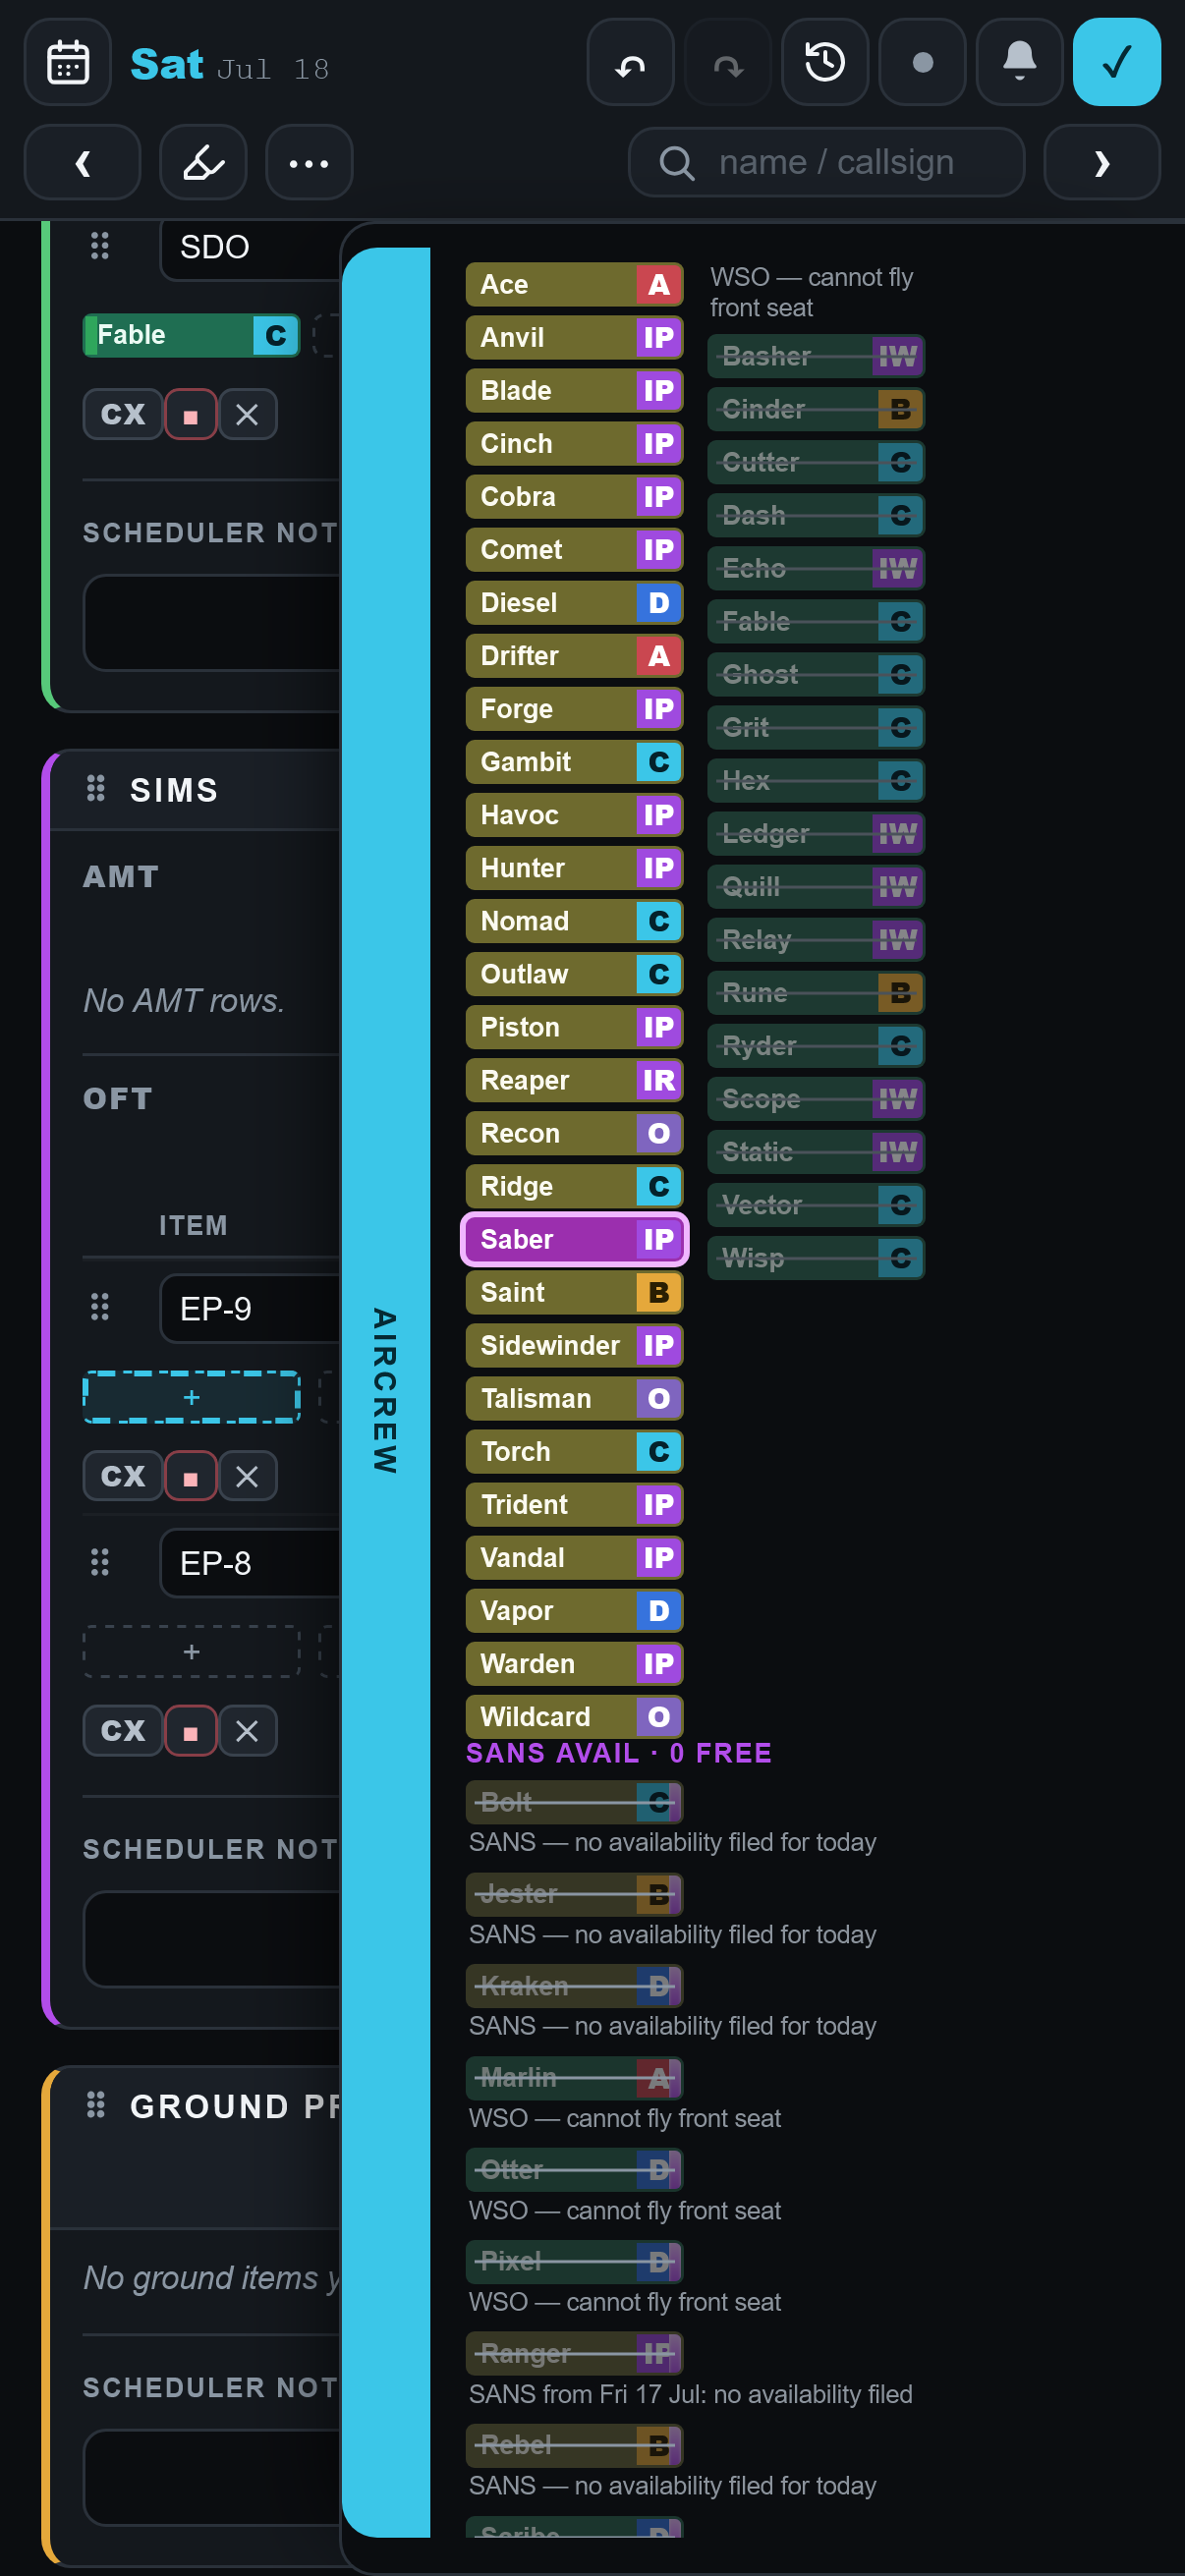 Sat Jul 18
name / callsign
SDO
Fable C
CX
SCHEDULER NOT
SIMS
AMT
No AMT rows.
OFT
ITEM
EP-9
+
CX
EP-8
+
CX
SCHEDULER NOT
GROUND PR
No ground items y
SCHEDULER NOT
AIRCREW
Ace A
Anvil IP
Blade IP
Cinch IP
Cobra IP
Comet IP
Diesel D
Drifter A
Forge IP
Gambit C
Havoc IP
Hunter IP
Nomad C
Outlaw C
Piston IP
Reaper IR
Recon O
Ridge C
Saber IP
Saint B
Sidewinder IP
Talisman O
Torch C
Trident IP
Vandal IP
Vapor D
Warden IP
Wildcard O
WSO — cannot fly
front seat
Basher IW
Cinder B
Cutter C
Dash C
Echo IW
Fable C
Ghost C
Grit C
Hex C
Ledger IW
Quill IW
Relay IW
Rune B
Ryder C
Scope IW
Static IW
Vector C
Wisp C
SANS AVAIL · 0 FREE
Bolt C
SANS — no availability filed for today
Jester B
SANS — no availability filed for today
Kraken D
SANS — no availability filed for today
Marlin A
WSO — cannot fly front seat
Otter D
WSO — cannot fly front seat
Pixel D
WSO — cannot fly front seat
Ranger IP
SANS from Fri 17 Jul: no availability filed
Rebel B
SANS — no availability filed for today
Scribe D